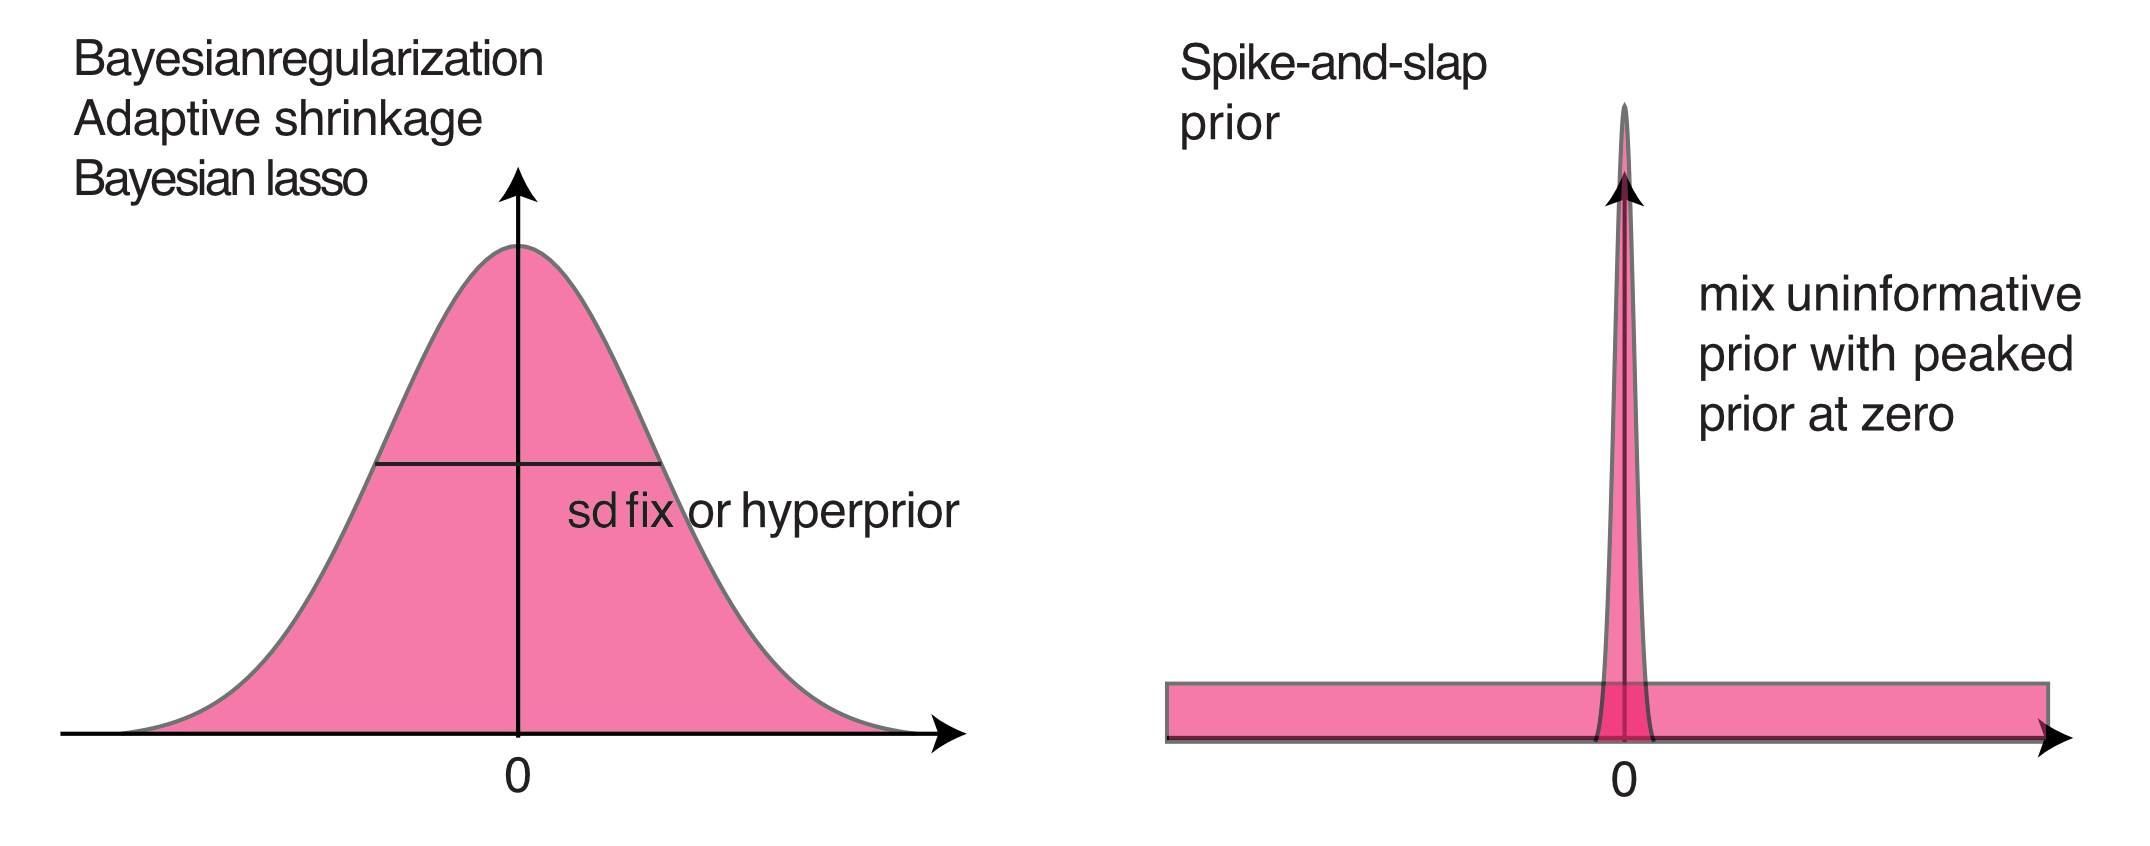 Bayesianregularization
Adaptive shrinkage
Bayesian lasso
sd fix or hyperprior
0
Spike-and-slap
prior
mix uninformative
prior with peaked
prior at zero
0